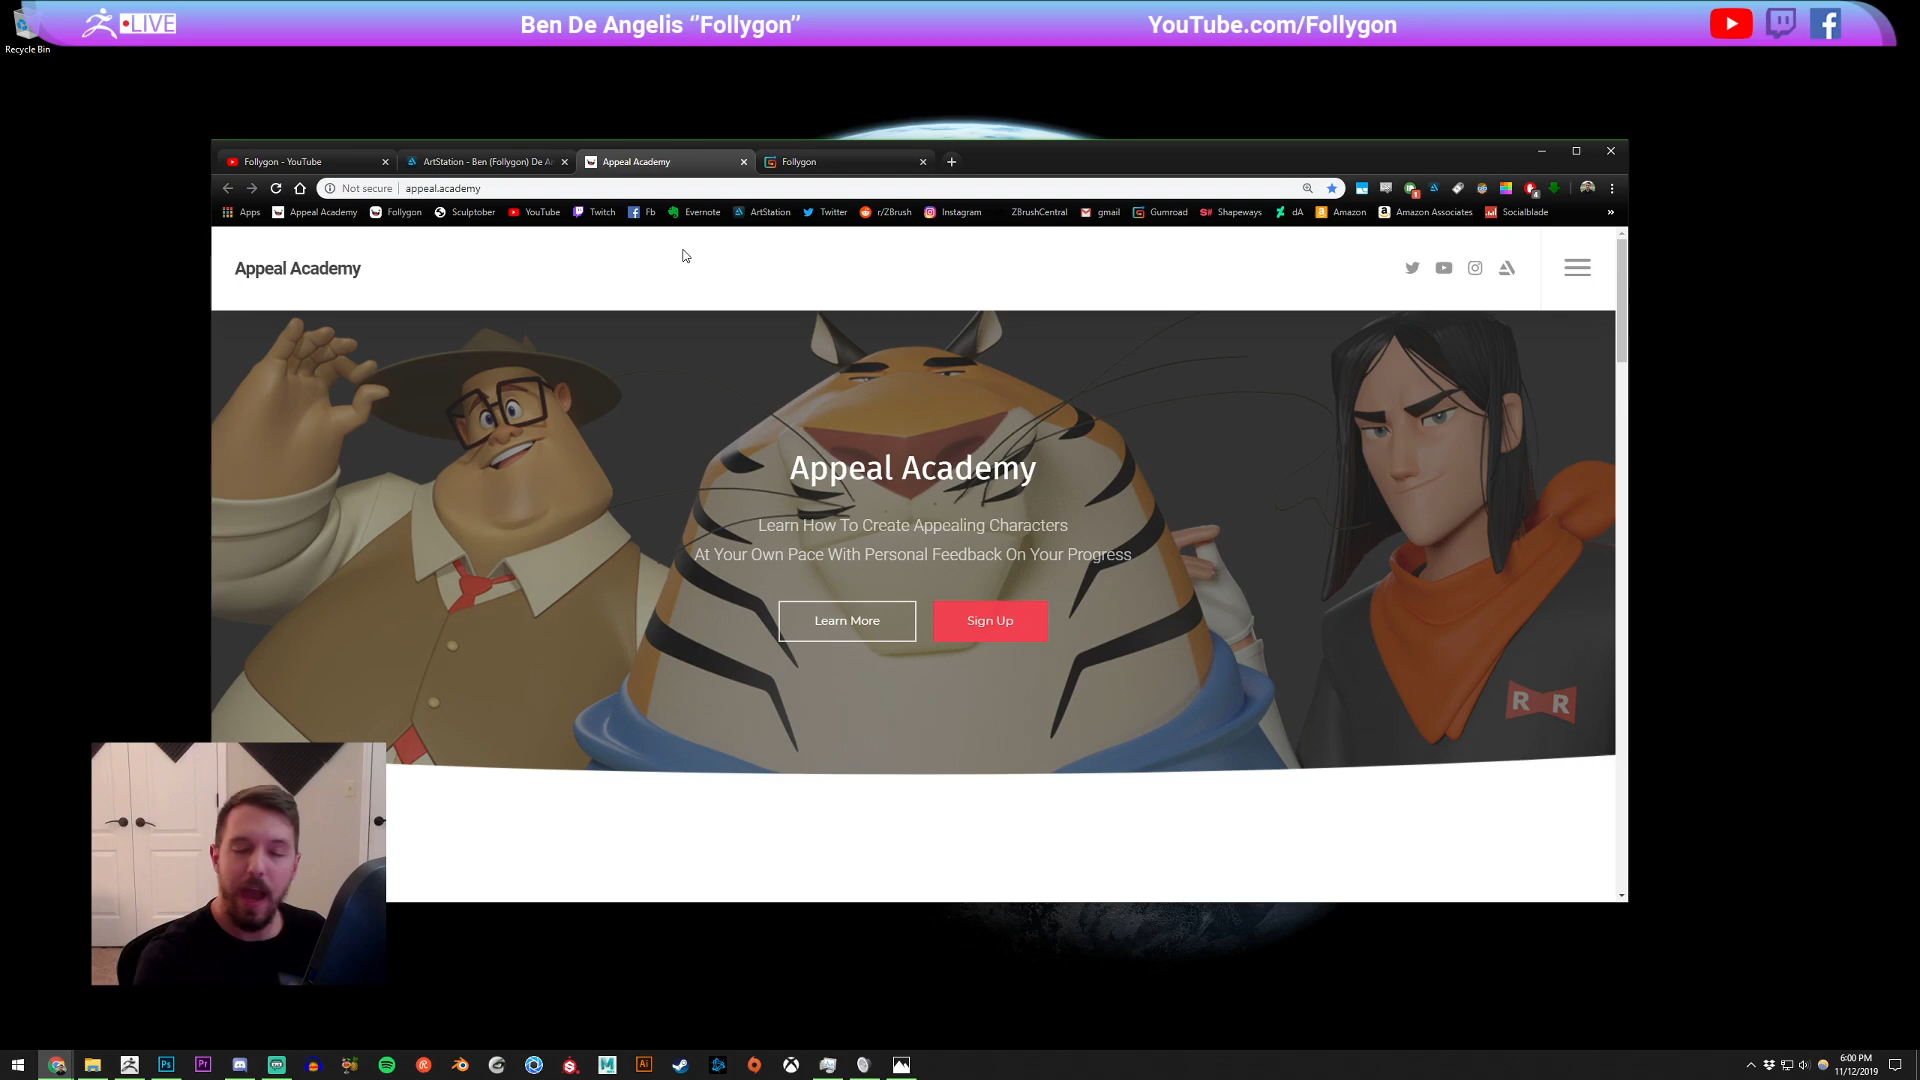 LIVE
Ben De Angelis “Follygon”
YouTube.com/Follygon
Recycle Bin
Follygon - YouTube
ArtStation - Ben (Follygon) De An
Appeal Academy
Follygon
Not secure
appeal.academy
Apps
Appeal Academy
Follygon
Sculptober
YouTube
Twitch
Fb
Evernote
ArtStation
Twitter
r/ZBrush
Instagram
ZBrushCentral
gmail
Gumroad
Shapeways
dA
Amazon
Amazon Associates
Socialblade
Appeal Academy
Appeal Academy
Learn How To Create Appealing Characters
At Your Own Pace With Personal Feedback On Your Progress
Learn More
Sign Up
R R
6:00 PM
11/12/2019